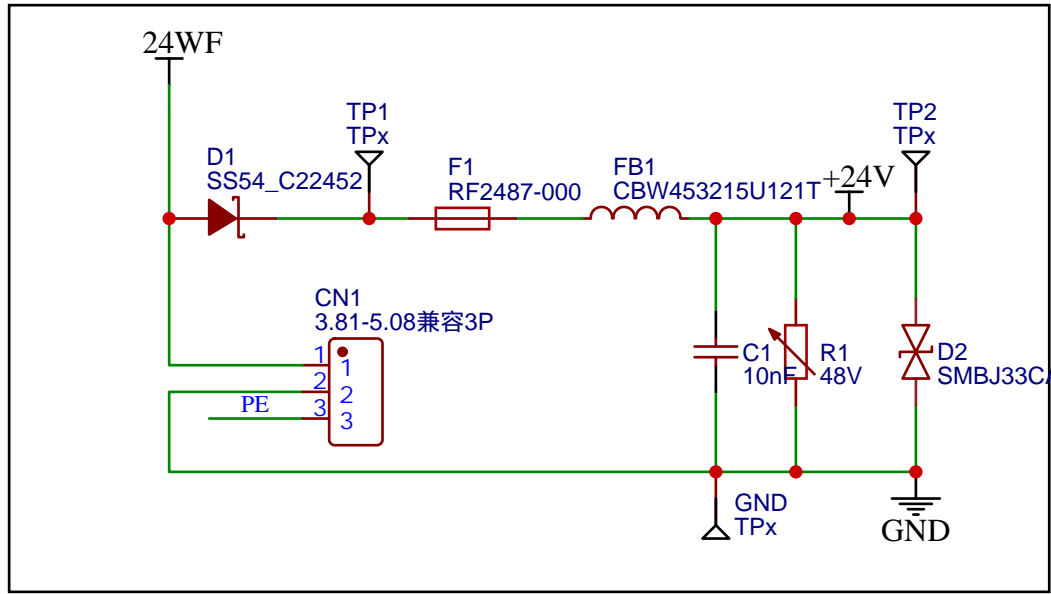 24WF
TP1
TPx
TP2
TPx
D1
SS54_C22452
F1
RF2487-000
FB1
CBW453215U121T
+24V
CN1
3.81-5.08兼容3P
1
1
2
2
PE
3
3
C1
10nF
R1
48V
D2
SMBJ33CA
GND
TPx
GND